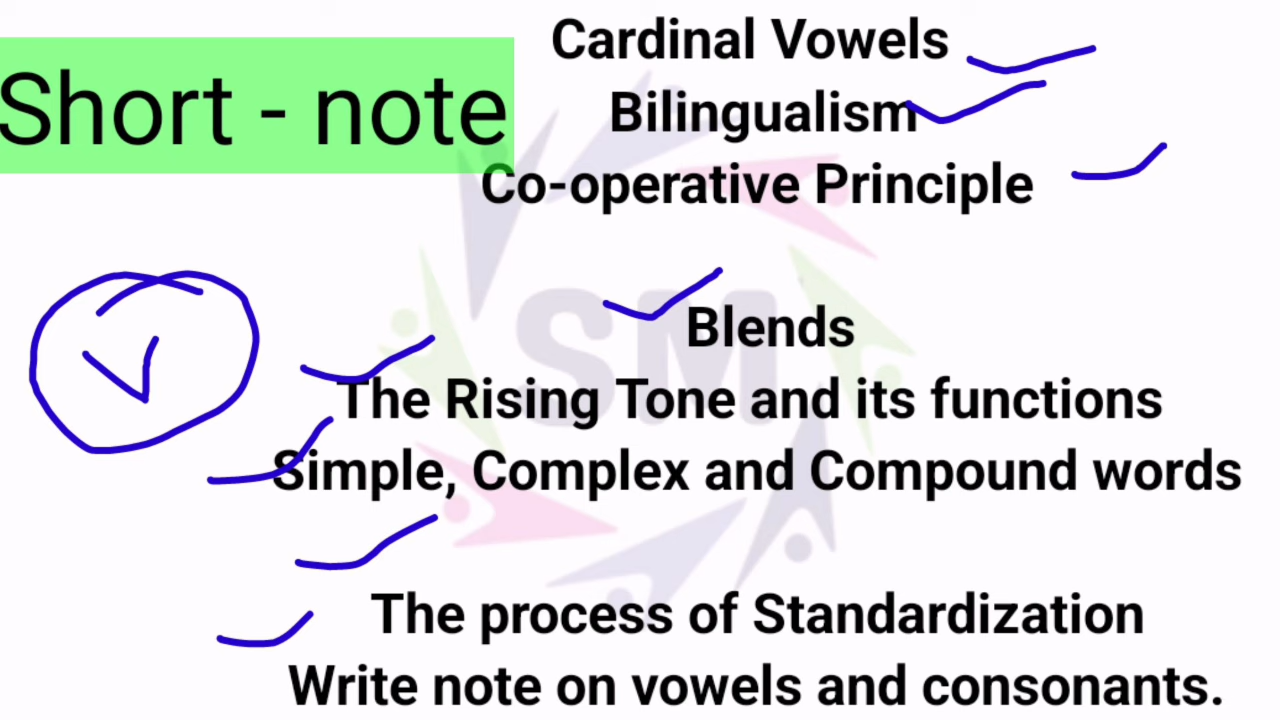 Short - note
Cardinal Vowels
Bilingualism
Co-operative Principle
SM
Blends
The Rising Tone and its functions
Simple, Complex and Compound words
The process of Standardization
Write note on vowels and consonants.